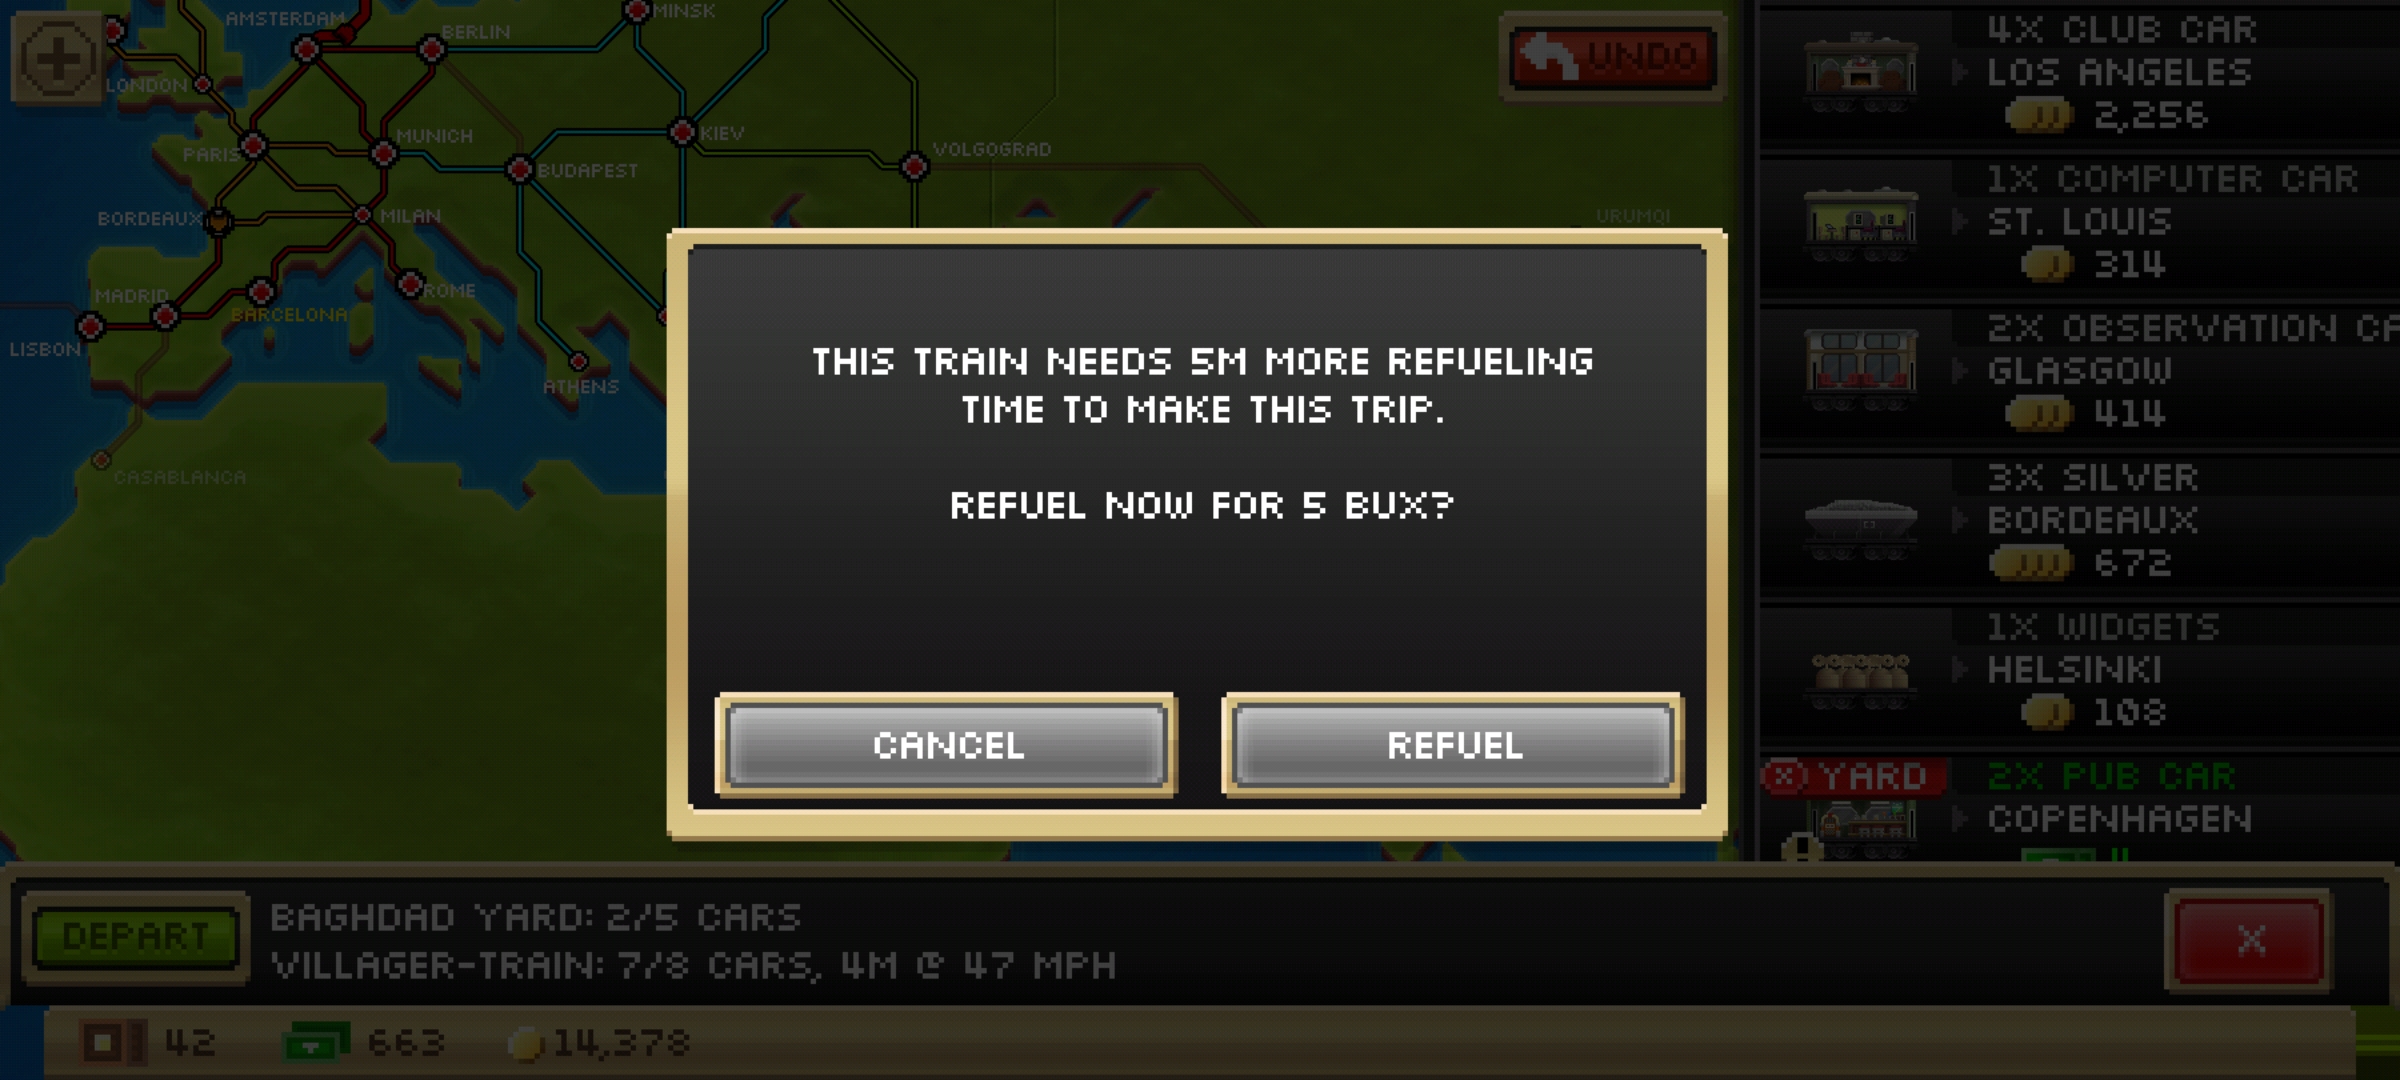 AMSTERDAM
MINSK
BERLIN
UNDO
LONDON
MUNICH
KIEV
PARIS
VOLGOGRAD
BUDAPEST
BORDEAUX
MILAN
URUMQI
MADRID
ROME
BARCELONA
LISBON
ATHENS
CASABLANCA
4X CLUB CAR
LOS ANGELES
2,256
1X COMPUTER CAR
ST. LOUIS
314
2X OBSERVATION CA
GLASGOW
414
3X SILVER
BORDEAUX
672
1X WIDGETS
HELSINKI
108
X YARD
2X PUB CAR
COPENHAGEN
THIS TRAIN NEEDS 5M MORE REFUELING
TIME TO MAKE THIS TRIP.
REFUEL NOW FOR 5 BUX?
CANCEL
REFUEL
DEPART
BAGHDAD YARD: 2/5 CARS
VILLAGER-TRAIN: 7/8 CARS, 4M @ 47 MPH
X
42
663
14,378